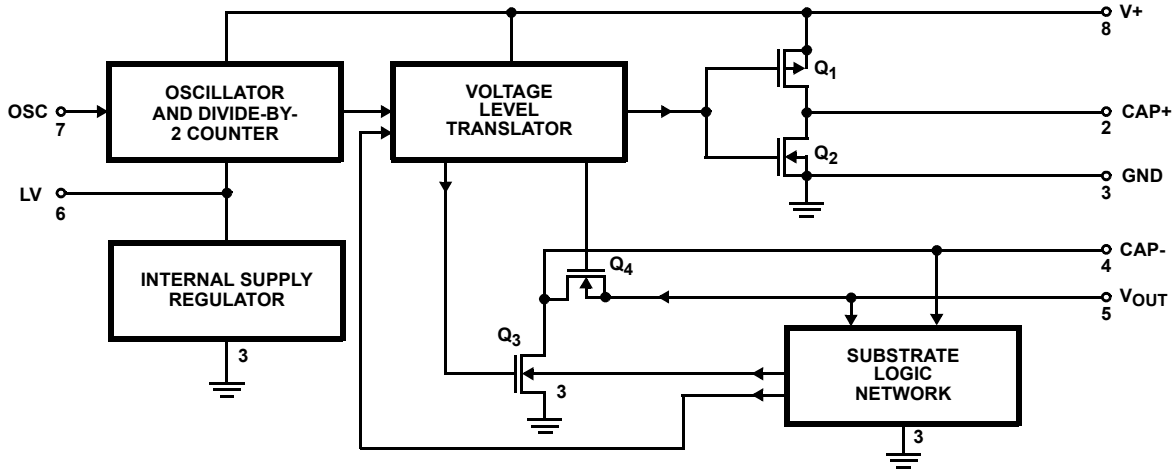 V+
8
OSC
7
OSCILLATOR
AND DIVIDE-BY-
2 COUNTER
VOLTAGE
LEVEL
TRANSLATOR
Q1
CAP+
2
Q2
GND
3
LV
6
INTERNAL SUPPLY
REGULATOR
3
CAP-
4
Q4
VOUT
5
Q3
3
SUBSTRATE
LOGIC
NETWORK
3